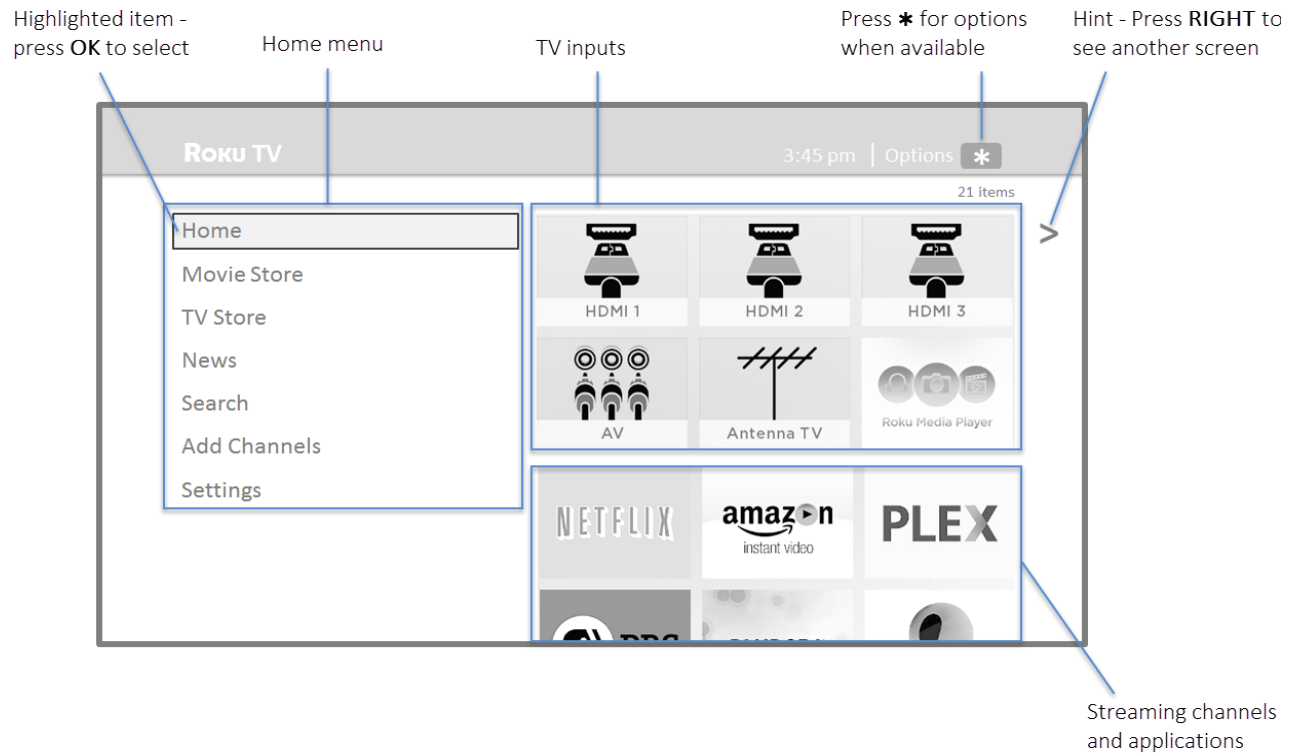 Highlighted item -
press OK to select
Home menu
TV inputs
Press * for options
when available
Hint - Press RIGHT to
see another screen
ROKU TV
3:45 pm | Options *
21 items
Home
Movie Store
TV Store
News
Search
Add Channels
Settings
>
HDMI 1
HDMI 2
HDMI 3
AV
Antenna TV
Roku Media Player
NETFLIX
amazon
instant video
PLEX
PBS
Streaming channels
and applications